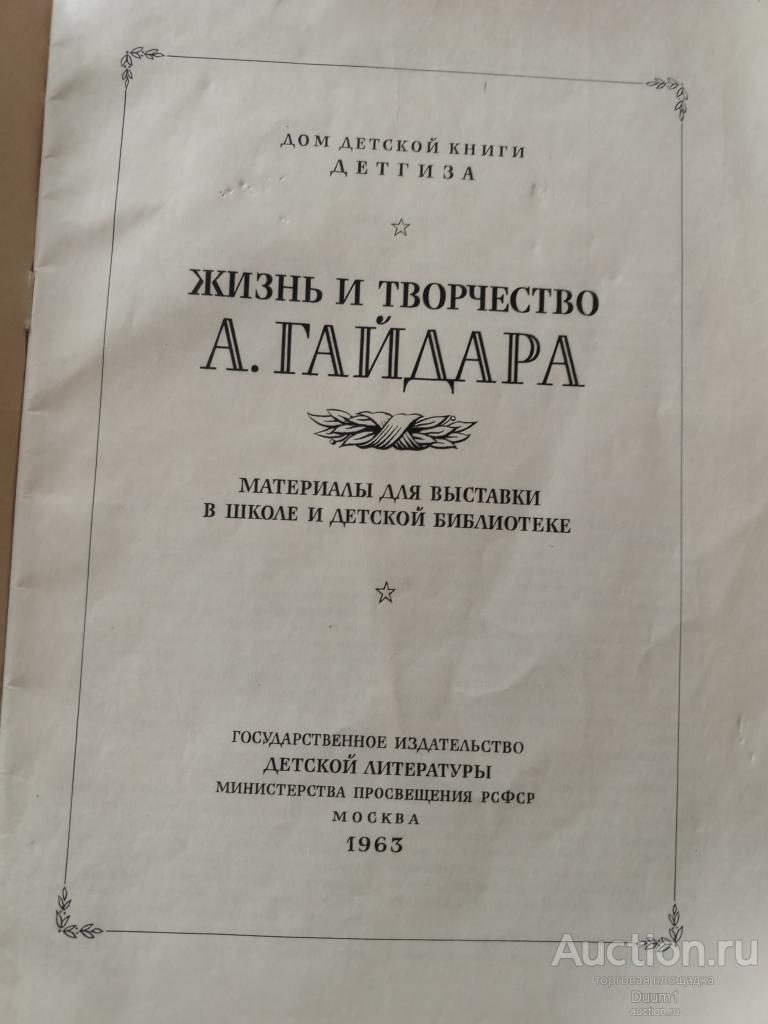 ДОМ ДЕТСКОЙ КНИГИ
ДЕТГИЗА
ЖИЗНЬ И ТВОРЧЕСТВО
А. ГАЙДАРА
МАТЕРИАЛЫ ДЛЯ ВЫСТАВКИ
В ШКОЛЕ И ДЕТСКОЙ БИБЛИОТЕКЕ
ГОСУДАРСТВЕННОЕ ИЗДАТЕЛЬСТВО
ДЕТСКОЙ ЛИТЕРАТУРЫ
МИНИСТЕРСТВА ПРОСВЕЩЕНИЯ РСФСР
МОСКВА
1963
Auction.ru
торговая площадка
Duum1
auction.ru